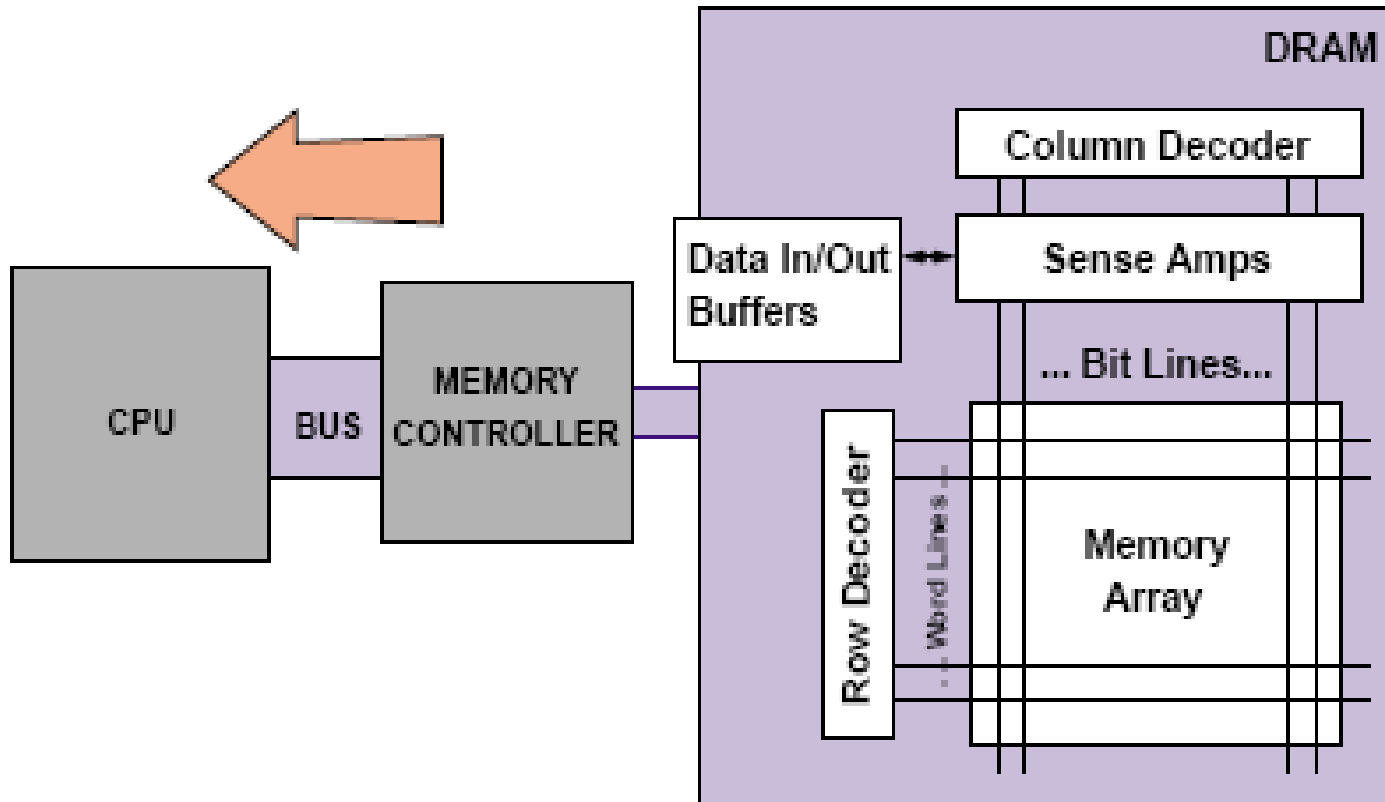 DRAM
Column Decoder
Data In/Out
Buffers
Sense Amps
... Bit Lines...
CPU
BUS
MEMORY
CONTROLLER
Row Decoder
... Word Lines ...
Memory
Array